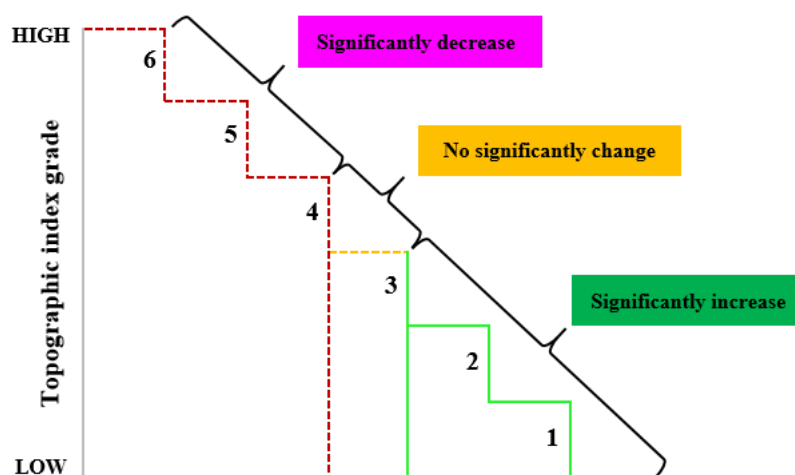 HIGH
Significantly decrease
6
5
No significantly change
4
Topographic index grade
3
Significantly increase
2
1
LOW